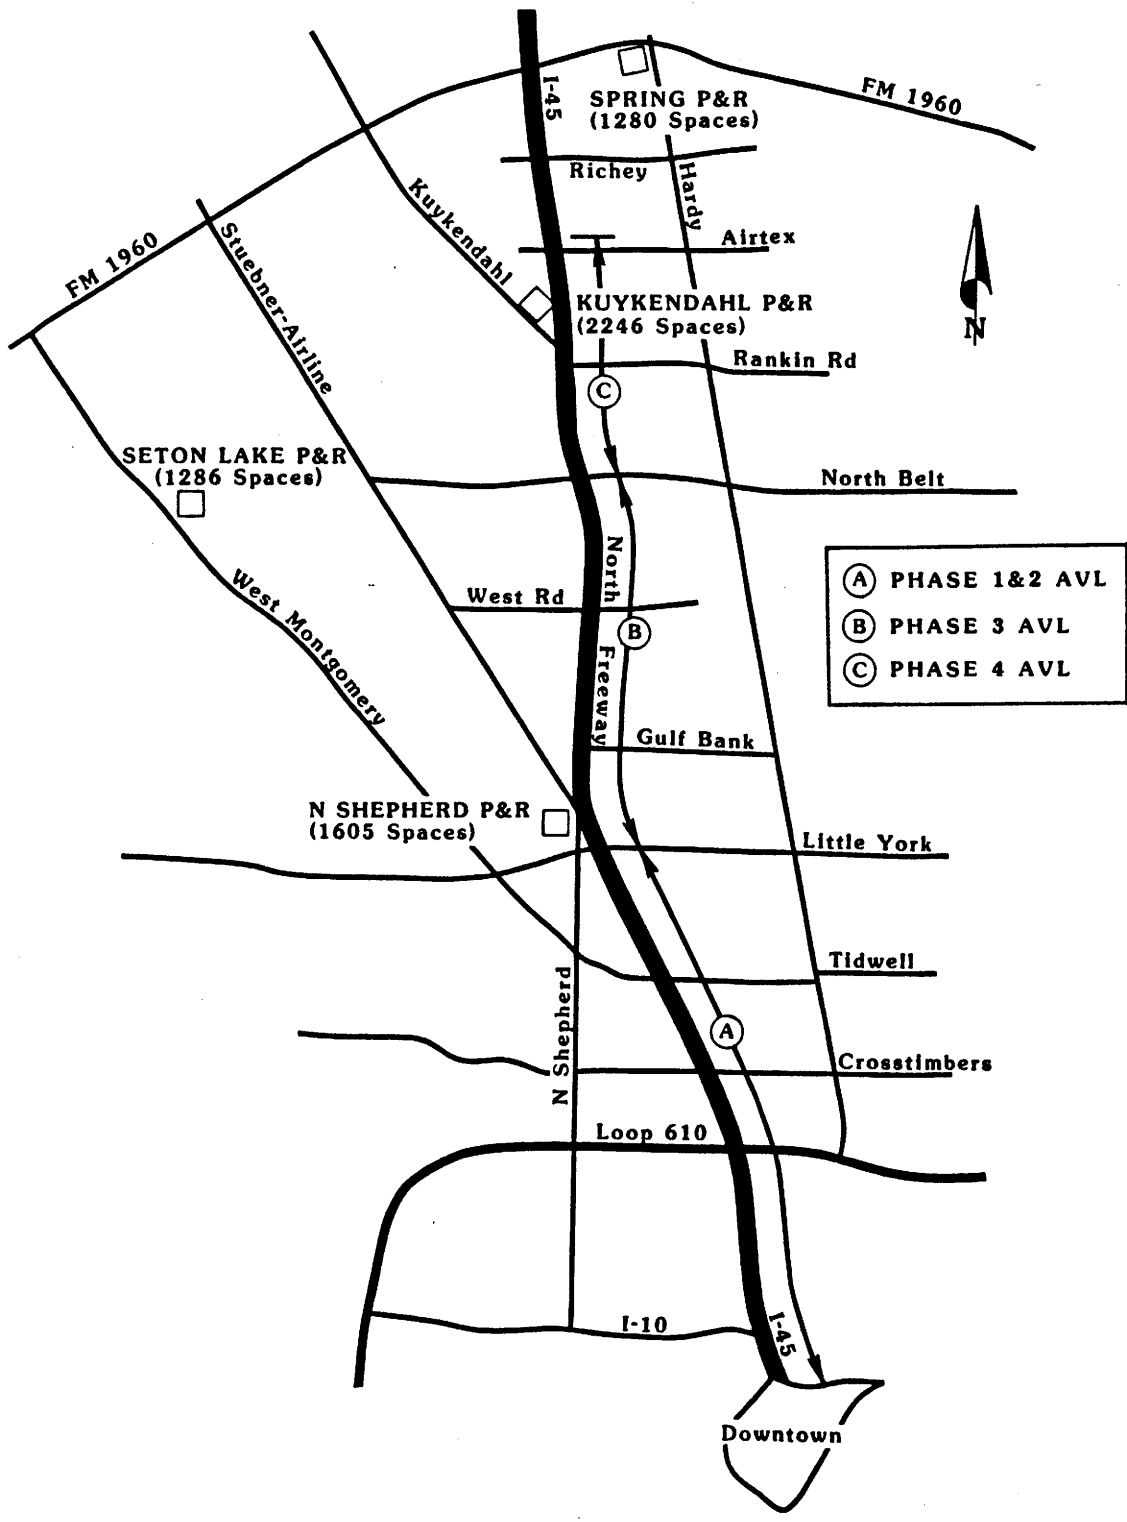 I-45
SPRING P&R
(1280 Spaces)
FM 1960
Richey
Hardy
Kuykendahl
Airtex
FM 1960
Stuebner-Airline
KUYKENDAHL P&R
(2246 Spaces)
N
Rankin Rd
C
SETON LAKE P&R
(1286 Spaces)
North Belt
North Freeway
A PHASE 1&2 AVL
B PHASE 3 AVL
C PHASE 4 AVL
West Rd
West Montgomery
B
Gulf Bank
N SHEPHERD P&R
(1605 Spaces)
Little York
Tidwell
N Shepherd
A
Crosstimbers
Loop 610
I-10
I-45
Downtown